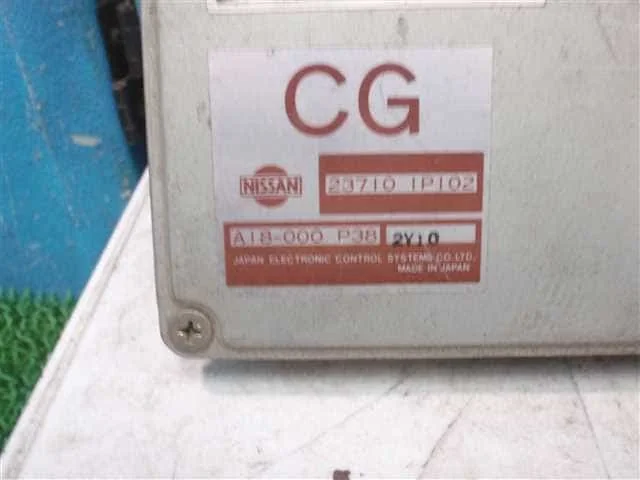 CG
NISSAN
23710 1P102
A18-000 P38 2Y10
JAPAN ELECTRONIC CONTROL SYSTEMS CO.LTD.
MADE IN JAPAN